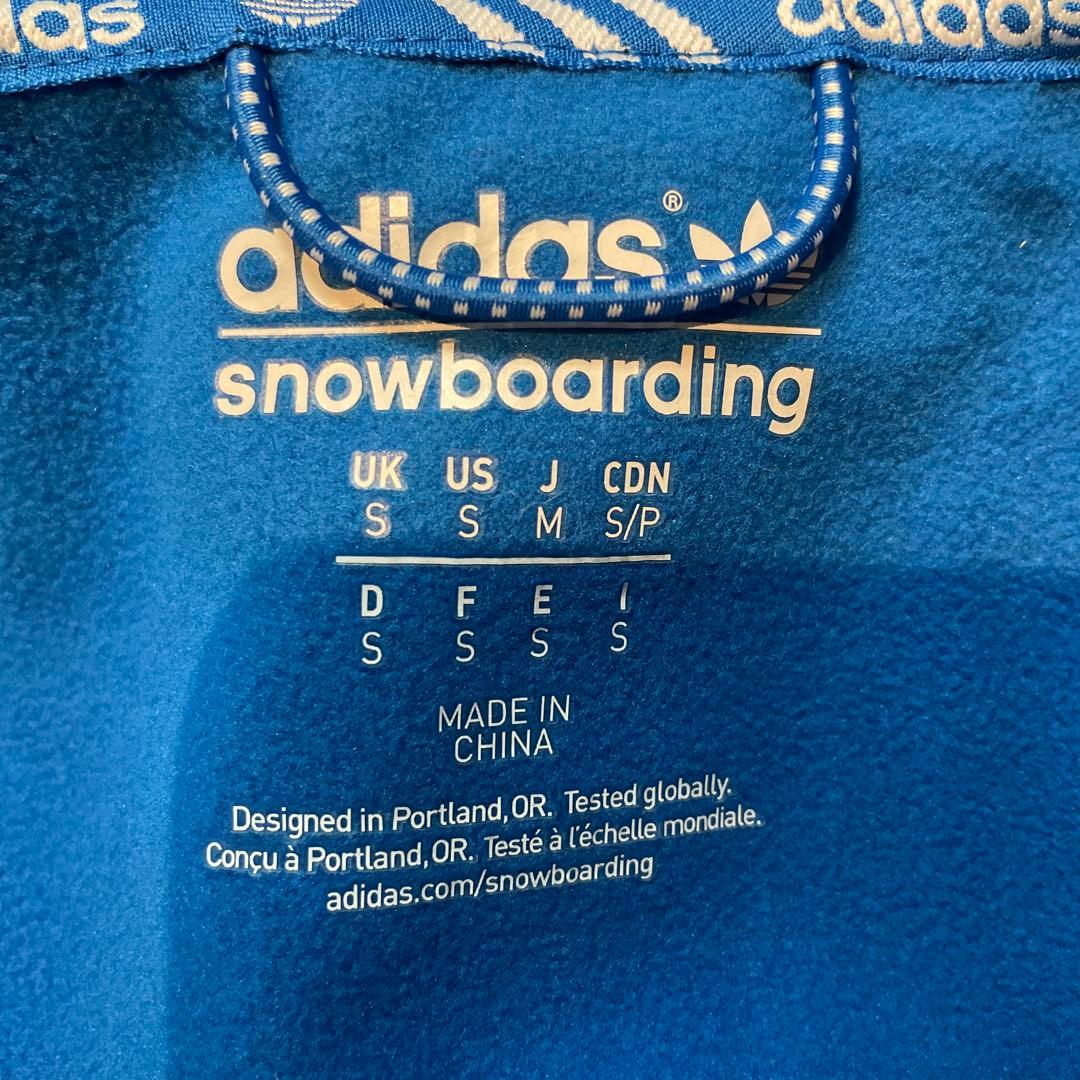 das
adidas
adidas®
snowboarding
UK US J CDN
S S M S/P
D F E I
S S S S
MADE IN
CHINA
Designed in Portland, OR. Tested globally.
Conçu à Portland, OR. Testé à l'échelle mondiale.
adidas.com/snowboarding